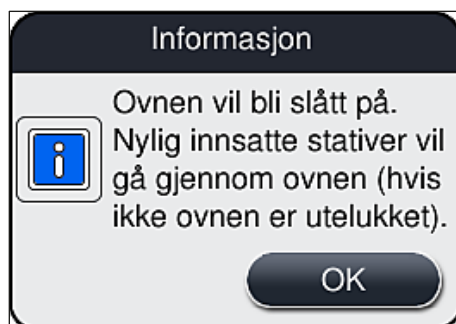 Informasjon
Ovnen vil bli slått på.
Nylig innsatte stativer vil
gå gjennom ovnen (hvis
ikke ovnen er utelukket).
OK